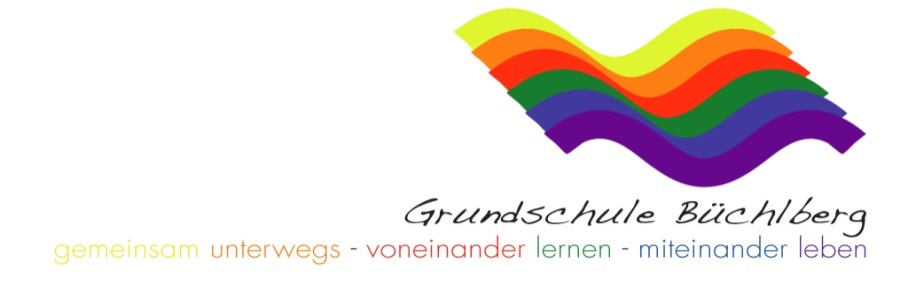 Grundschule Büchlberg
gemeinsam unterwegs - voneinander lernen - miteinander leben